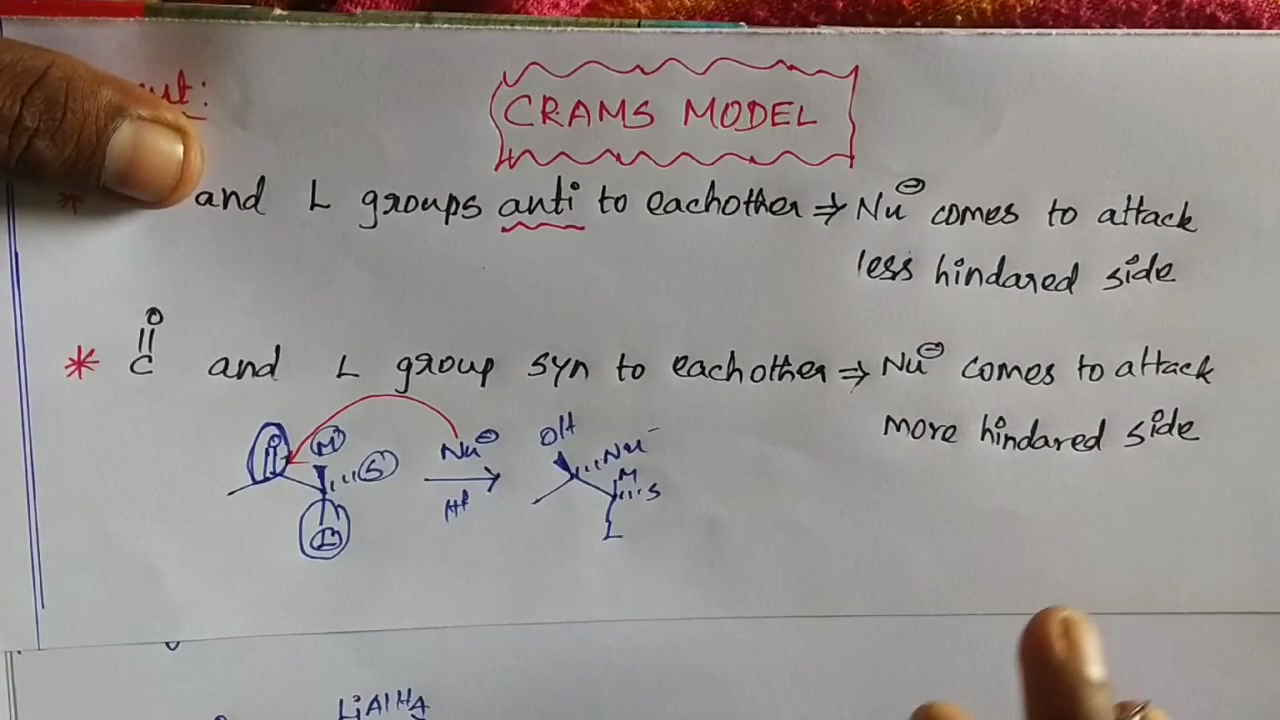 CRAMS MODEL
and L groups anti to eachother ⇒ Nu⊖ comes to attack
less hindared side
* C=O and L group syn to eachother ⇒ Nu⊖ comes to attack
more hindared side
O M S L
Nu⊖
H⁺
OH Nu⁻ M S L
LiAlH4